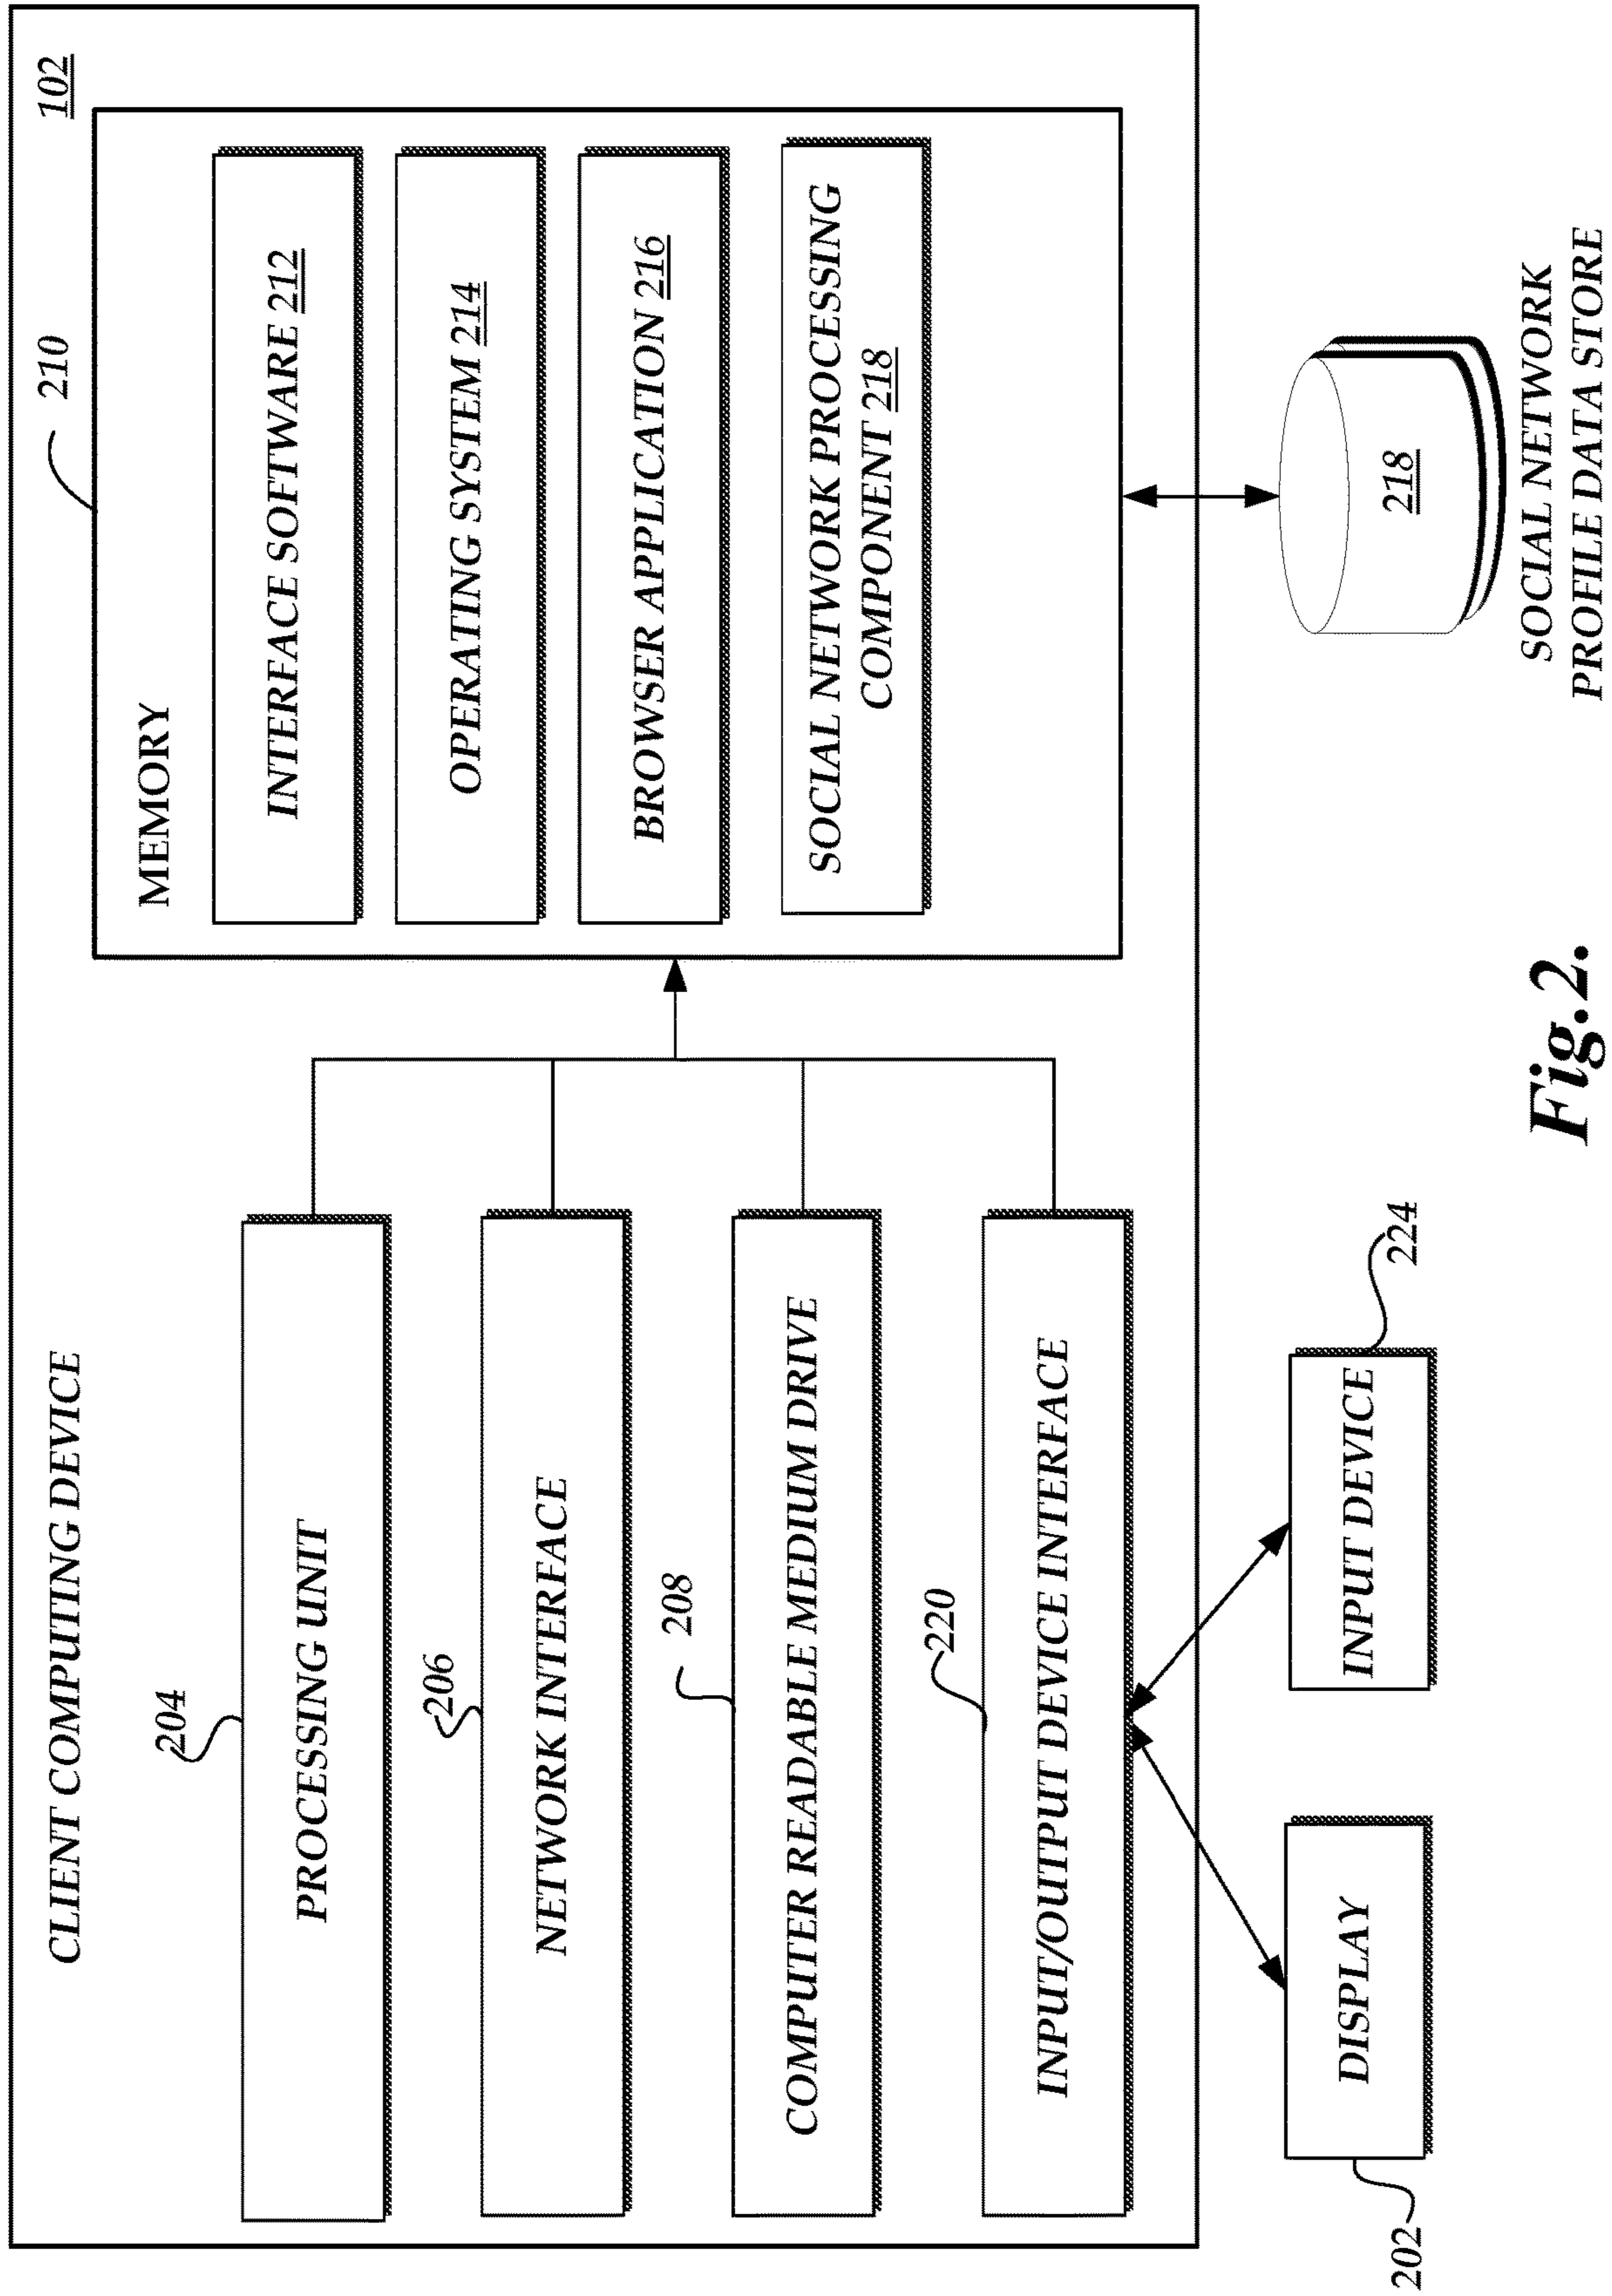 CLIENT COMPUTING DEVICE
102
210
MEMORY
204
PROCESSING UNIT
INTERFACE SOFTWARE 212
206
NETWORK INTERFACE
OPERATING SYSTEM 214
208
COMPUTER READABLE MEDIUM DRIVE
BROWSER APPLICATION 216
220
INPUT/OUTPUT DEVICE INTERFACE
SOCIAL NETWORK PROCESSING
COMPONENT 218
202
DISPLAY
INPUT DEVICE
224
218
SOCIAL NETWORK
PROFILE DATA STORE
Fig.2.